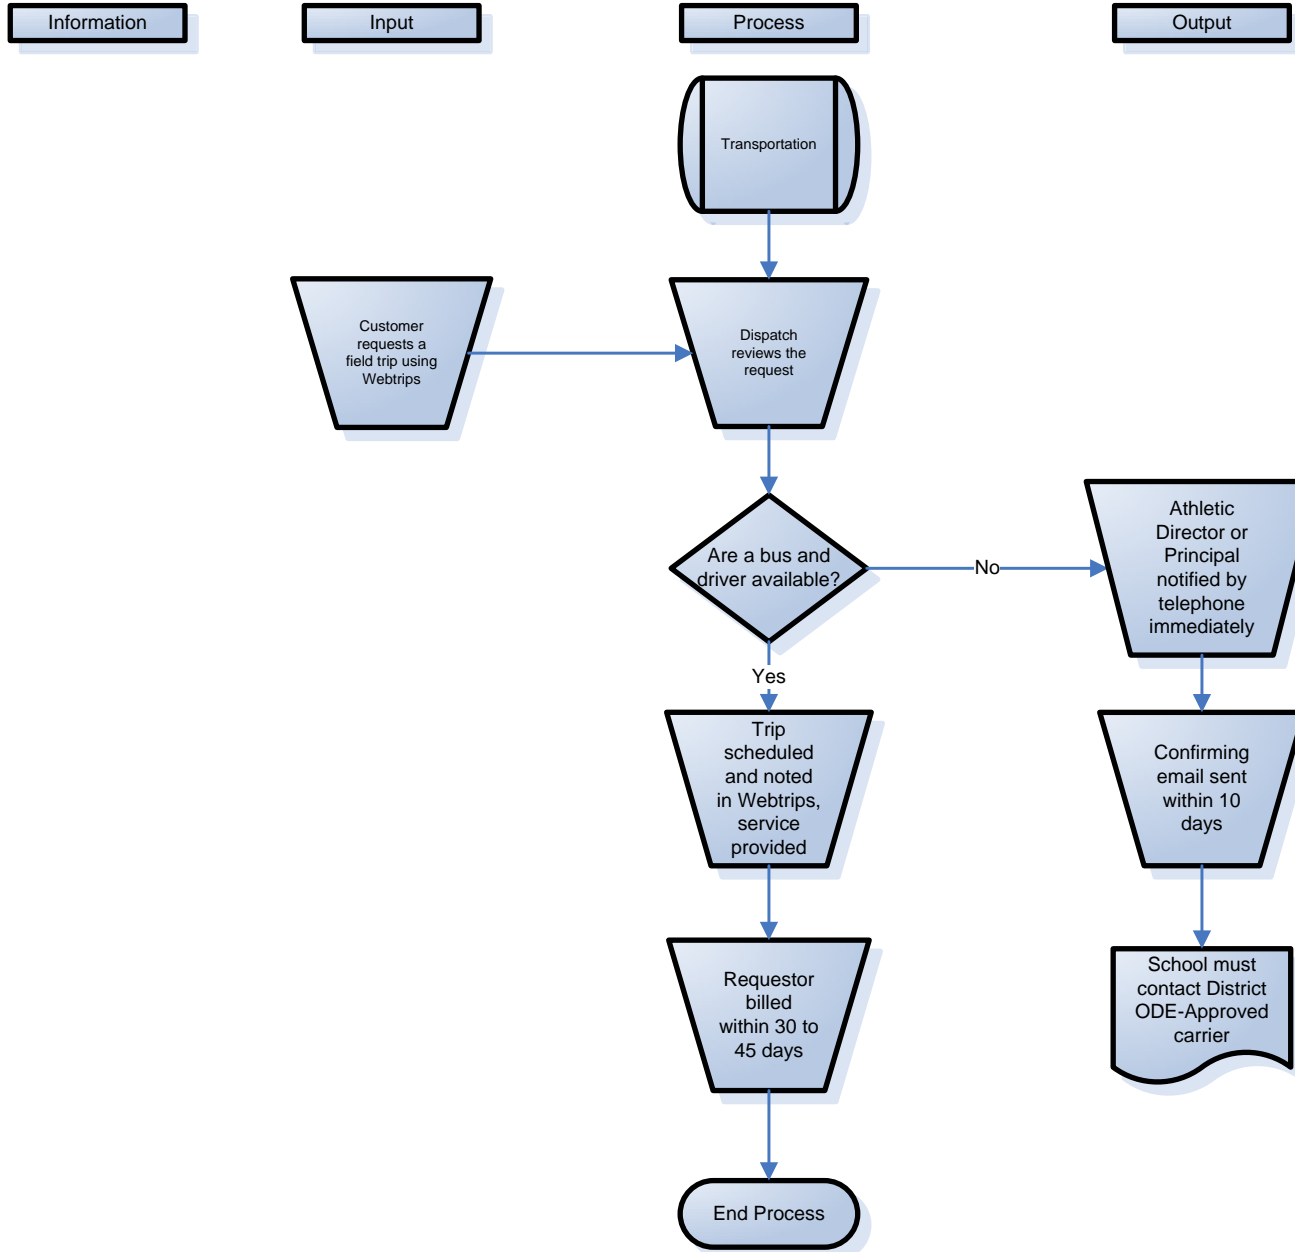 Information
Input
Process
Output
Transportation
Customer
requests a
field trip using
Webtrips
Dispatch
reviews the
request
Are a bus and
driver available?
No
Athletic
Director or
Principal
notified by
telephone
immediately
Yes
Trip
scheduled
and noted
in Webtrips,
service
provided
Confirming
email sent
within 10
days
Requestor
billed
within 30 to
45 days
School must
contact District
ODE-Approved
carrier
End Process